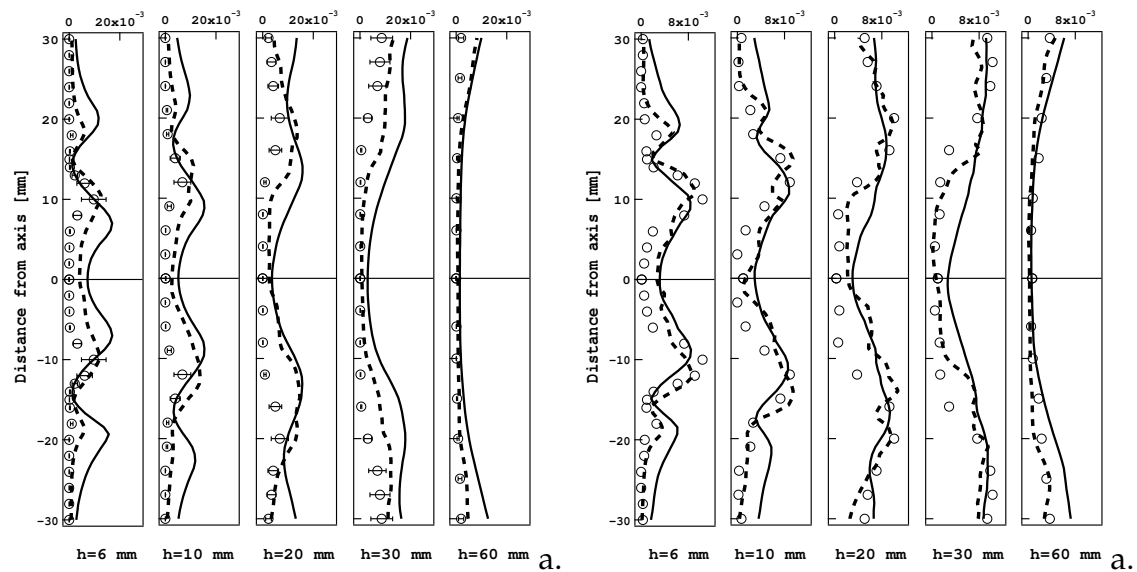 0 20x10⁻³ 0 20x10⁻³ 0 20x10⁻³ 0 20x10⁻³ 0 20x10⁻³
30
20
10
0
-10
-20
-30
Distance from axis [mm]
h=6 mm h=10 mm h=20 mm h=30 mm h=60 mm
a.
0 8x10⁻³ 0 8x10⁻³ 0 8x10⁻³ 0 8x10⁻³ 0 8x10⁻³
30
20
10
0
-10
-20
-30
Distance from axis [mm]
h=6 mm h=10 mm h=20 mm h=30 mm h=60 mm
a.